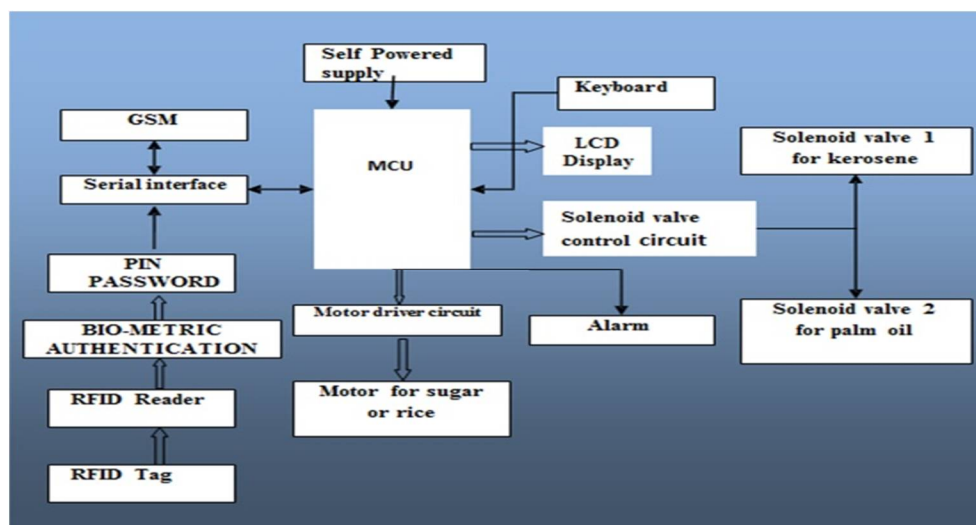 Self Powered
supply
Keyboard
GSM
MCU
LCD
Display
Solenoid valve 1
for kerosene
Serial interface
Solenoid valve
control circuit
PIN
PASSWORD
Motor driver circuit
Alarm
Solenoid valve 2
for palm oil
BIO-METRIC
AUTHENTICATION
RFID Reader
Motor for sugar
or rice
RFID Tag